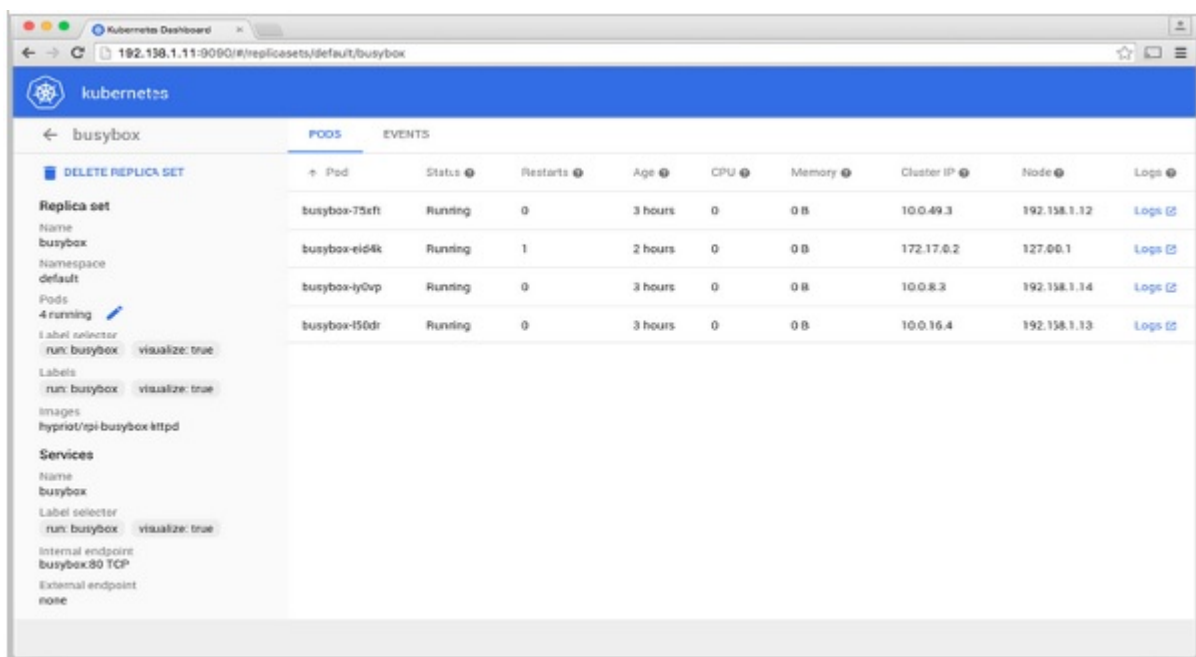 Kubernetes Dashboard
192.158.1.11:9090/#/replicasets/default/busybox
kubernetes
busybox
PODS EVENTS
DELETE REPLICA SET
Pod Status Restarts Age CPU Memory Cluster IP Node Logs
busybox-75xft Running 0 3 hours 0 0 B 10.0.49.3 192.158.1.12 Logs
busybox-eid4k Running 1 2 hours 0 0 B 172.17.0.2 127.0.0.1 Logs
busybox-iy0vp Running 0 3 hours 0 0 B 10.0.8.3 192.158.1.14 Logs
busybox-l50dr Running 0 3 hours 0 0 B 10.0.16.4 192.158.1.13 Logs
Replica set
Name
busybox
Namespace
default
Pods
4 running
Label selector
run: busybox visualize: true
Labels
run: busybox visualize: true
Images
hypriot/rpi-busybox-httpd
Services
Name
busybox
Label selector
run: busybox visualize: true
Internal endpoint
busybox:80 TCP
External endpoint
none